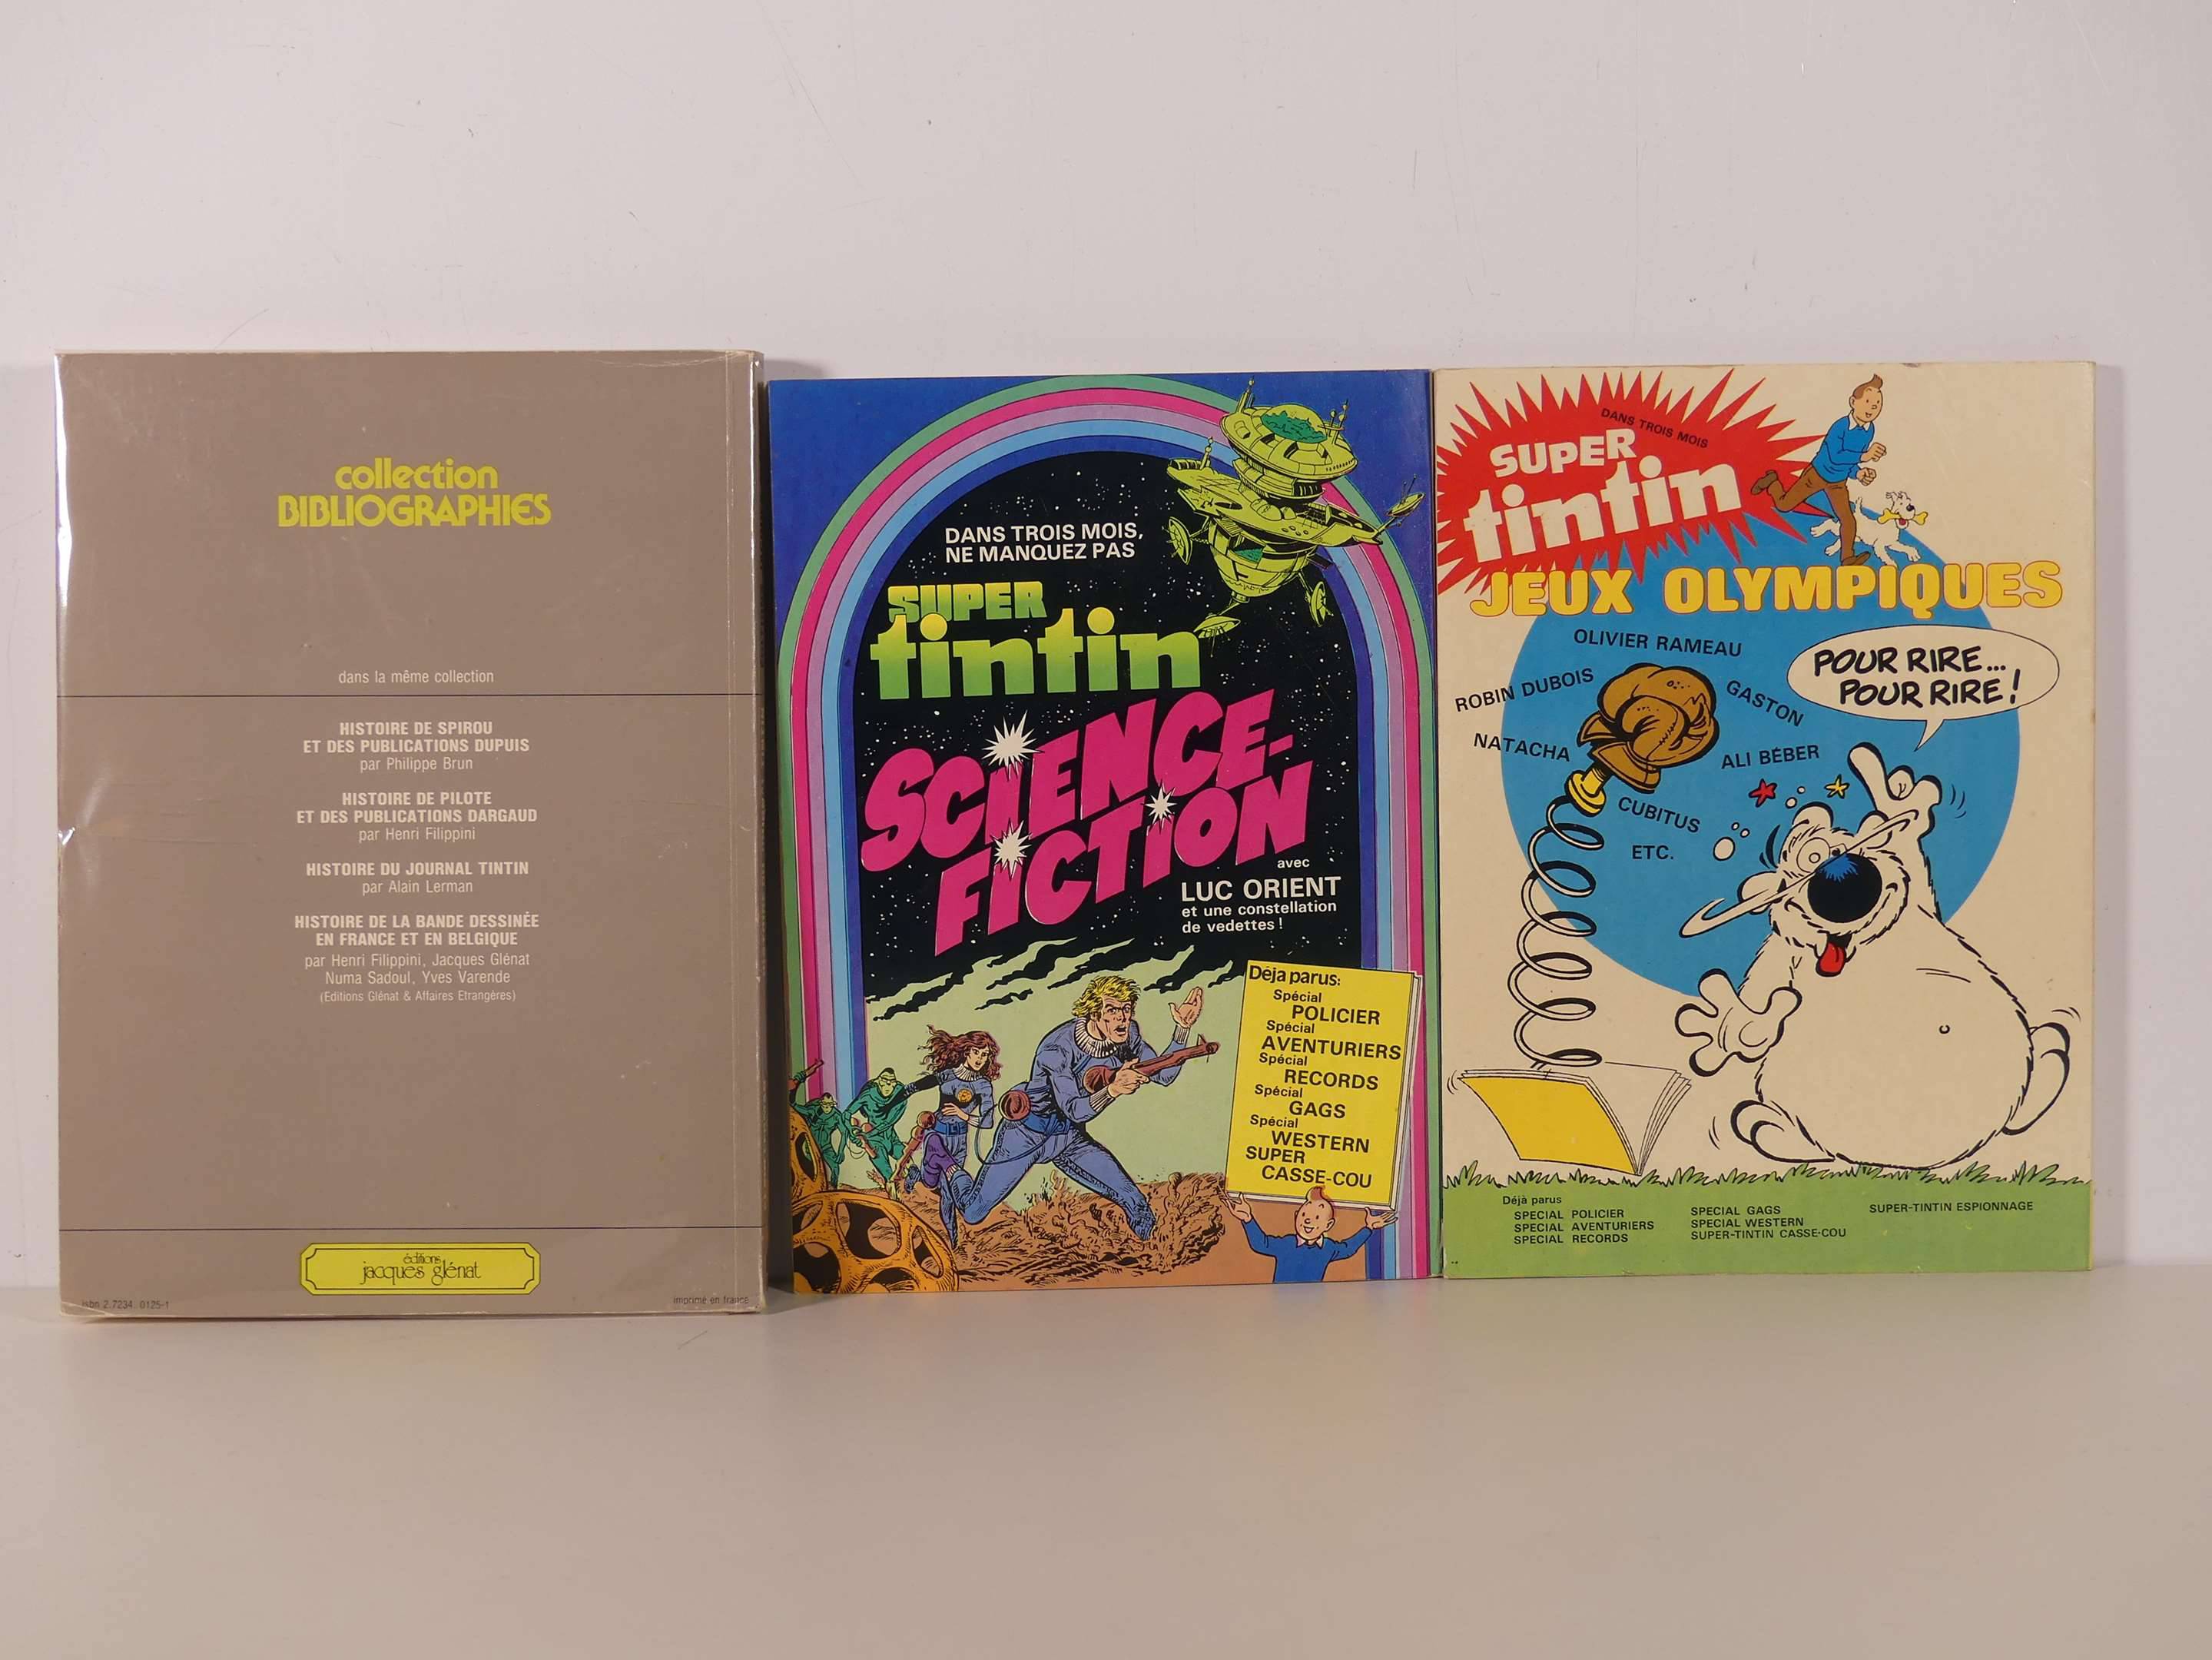 collection
BIBLIOGRAPHIES
dans la même collection
HISTOIRE DE SPIROU
ET DES PUBLICATIONS DUPUIS
par Philippe Brun
HISTOIRE DE PILOTE
ET DES PUBLICATIONS DARGAUD
par Henri Filippini
HISTOIRE DU JOURNAL TINTIN
par Alain Lerman
HISTOIRE DE LA BANDE DESSINÉE
EN FRANCE ET EN BELGIQUE
par Henri Filippini, Jacques Glénat
Numa Sadoul, Yves Varende
(Editions Glénat & Affaires Etrangères)
éditions
jacques glénat
isbn 2.7234.0125-1
imprimé en france
DANS TROIS MOIS,
NE MANQUEZ PAS
SUPER
tintin
SCIENCE-
FICTION
avec
LUC ORIENT
et une constellation
de vedettes !
Déja parus:
Spécial
POLICIER
Spécial
AVENTURIERS
Spécial
RECORDS
Spécial
GAGS
Spécial
WESTERN
SUPER
CASSE-COU
DANS TROIS MOIS
SUPER
tintin
JEUX OLYMPIQUES
OLIVIER RAMEAU
ROBIN DUBOIS
GASTON
NATACHA
ALI BÉBER
CUBITUS
ETC.
POUR RIRE...
POUR RIRE !
Déjà parus
SPECIAL POLICIER
SPECIAL AVENTURIERS
SPECIAL RECORDS
SPECIAL GAGS
SPECIAL WESTERN
SUPER-TINTIN CASSE-COU
SUPER-TINTIN ESPIONNAGE